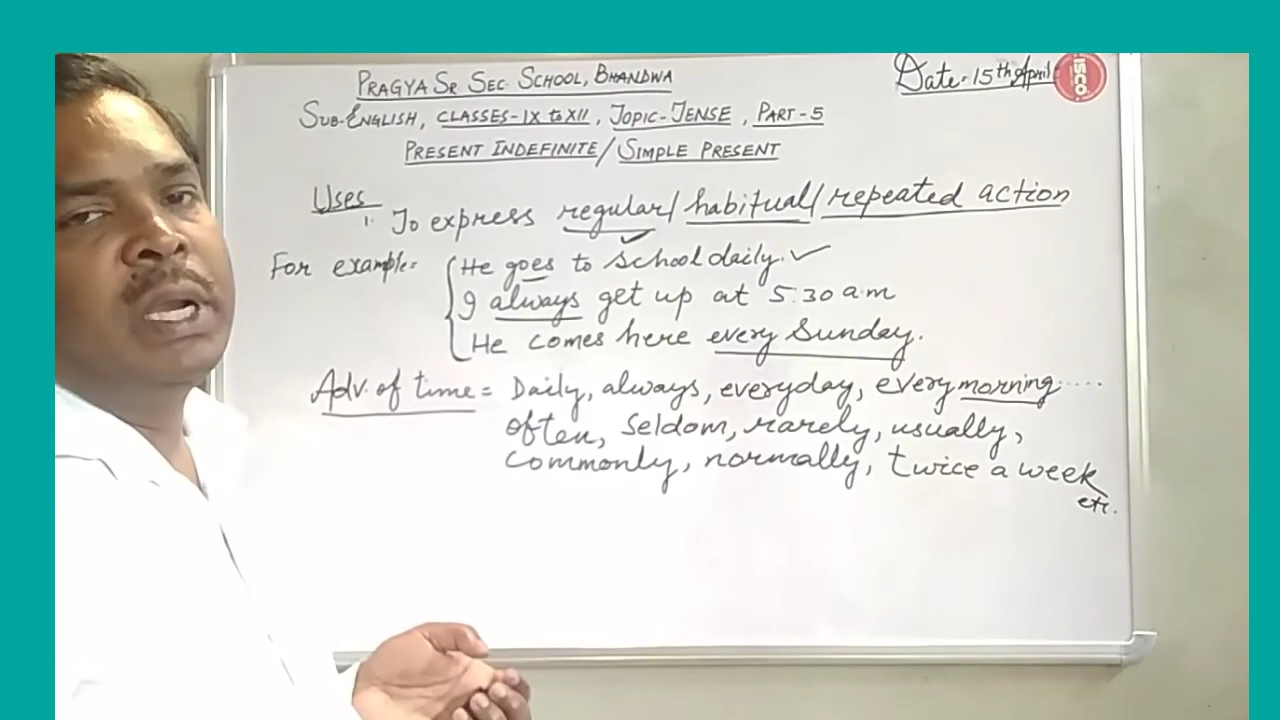 PRAGYA SR SEC. SCHOOL, BHANDWA
Date- 15th April
ISCO.
SUB-ENGLISH, CLASSES-IX TO XII, TOPIC-TENSE, PART-5
PRESENT INDEFINITE/SIMPLE PRESENT
Uses
1. To express regular/habitual/repeated action
For example= He goes to school daily.
I always get up at 5:30 a.m
He comes here every Sunday.
Adv. of time = Daily, always, everyday, every morning.....
often, seldom, rarely, usually,
commonly, normally, twice a week
etc.